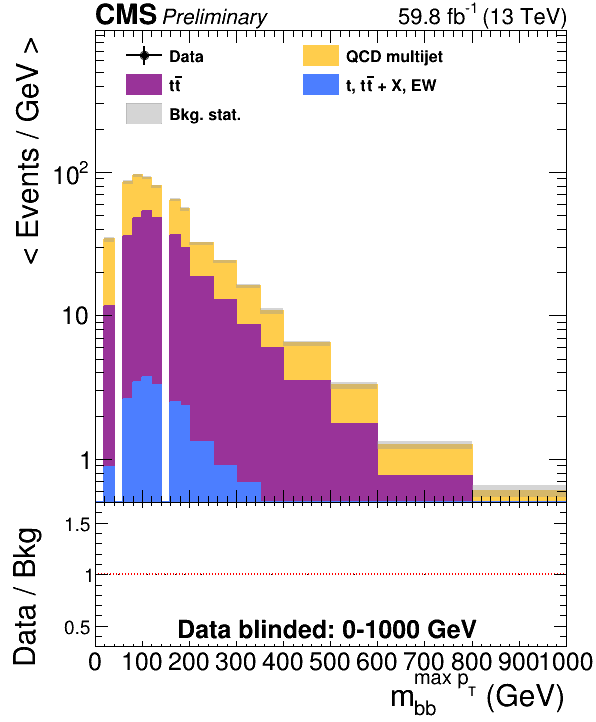 CMS Preliminary 59.8 fb⁻¹ (13 TeV)
< Events / GeV >
Data
QCD multijet
tt̄
t, tt̄ + X, EW
Bkg. stat.
10²
10
1
Data / Bkg
1.5
1
0.5
Data blinded: 0-1000 GeV
0 100 200 300 400 500 600 700 800 900 1000
m_bb^max p_T (GeV)